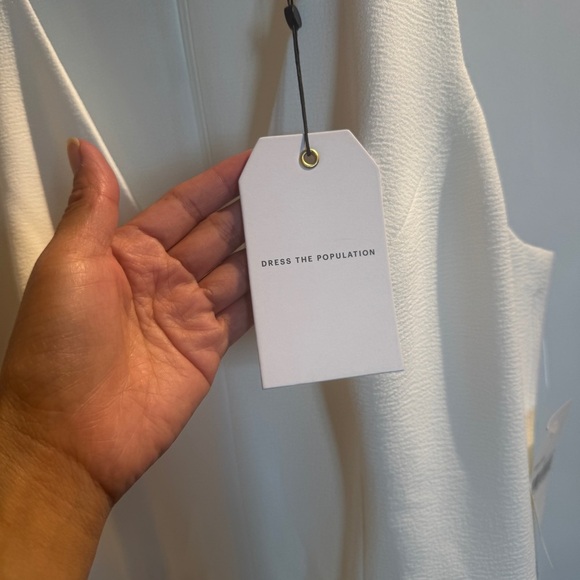 DRESS THE POPULATION